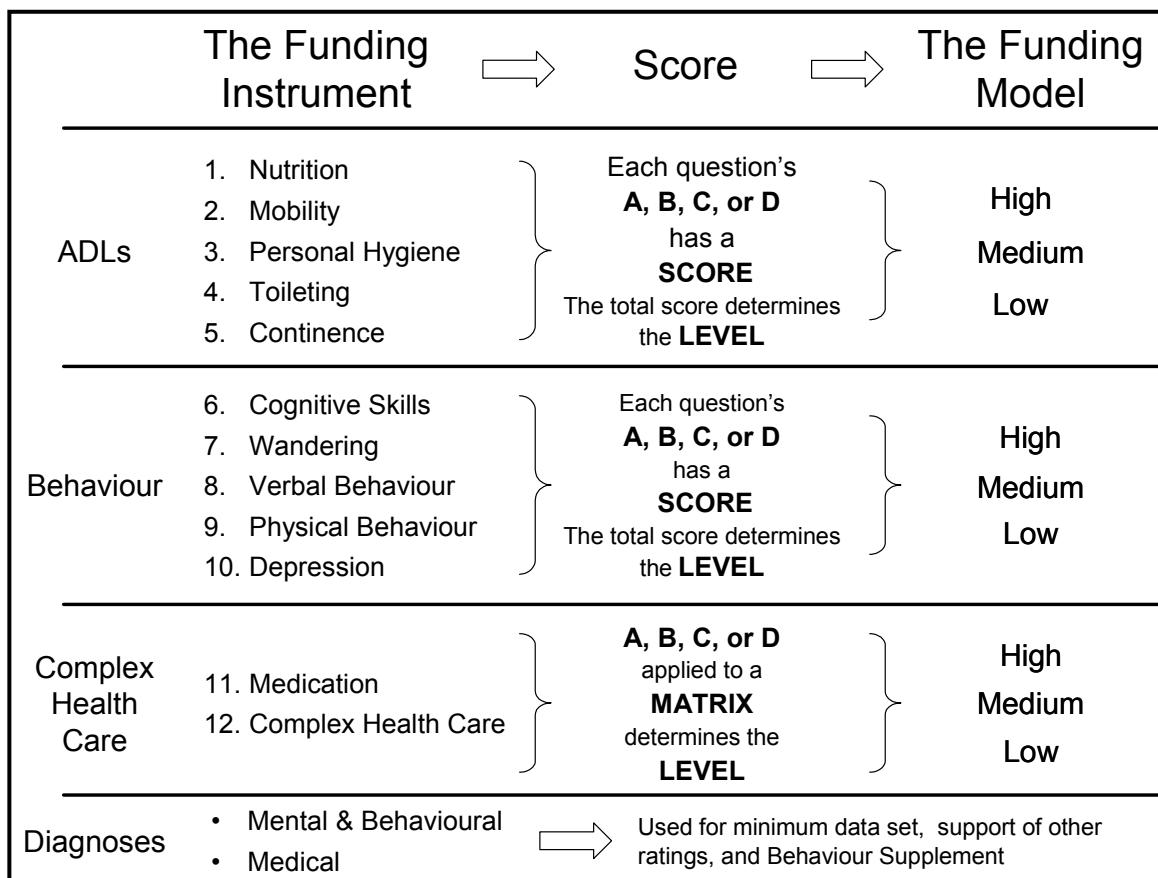 The Funding
Instrument
Score
The Funding
Model
ADLs
1. Nutrition
2. Mobility
3. Personal Hygiene
4. Toileting
5. Continence
Each question’s
A, B, C, or D
has a
SCORE
The total score determines
the LEVEL
High
Medium
Low
Behaviour
6. Cognitive Skills
7. Wandering
8. Verbal Behaviour
9. Physical Behaviour
10. Depression
Each question’s
A, B, C, or D
has a
SCORE
The total score determines
the LEVEL
High
Medium
Low
Complex
Health
Care
11. Medication
12. Complex Health Care
A, B, C, or D
applied to a
MATRIX
determines the
LEVEL
High
Medium
Low
Diagnoses
• Mental & Behavioural
• Medical
Used for minimum data set, support of other
ratings, and Behaviour Supplement